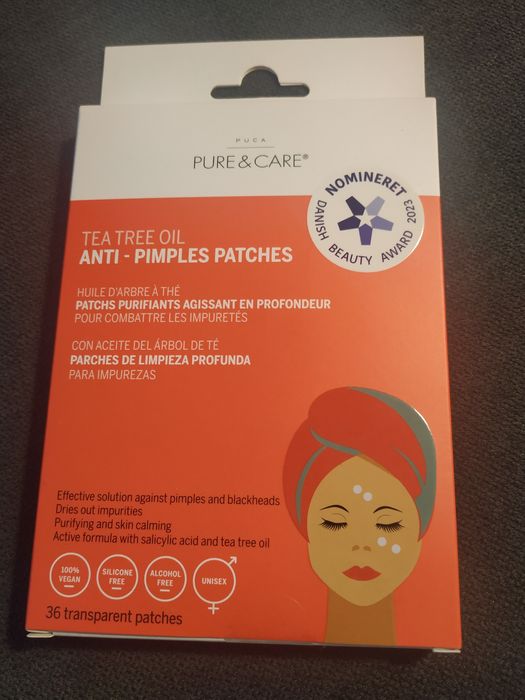 PUCA
PURE & CARE®
NOMINERET
DANISH BEAUTY AWARD 2023
TEA TREE OIL
ANTI - PIMPLES PATCHES
HUILE D'ARBRE À THÉ
PATCHS PURIFIANTS AGISSANT EN PROFONDEUR
POUR COMBATTRE LES IMPURETÉS
CON ACEITE DEL ÁRBOL DE TÉ
PARCHES DE LIMPIEZA PROFUNDA
PARA IMPUREZAS
Effective solution against pimples and blackheads
Dries out impurities
Purifying and skin calming
Active formula with salicylic acid and tea tree oil
100%
VEGAN
SILICONE
FREE
ALCOHOL
FREE
UNISEX
36 transparent patches